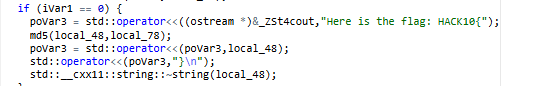 if (iVar1 == 0) {
poVar3 = std::operator<<((ostream *)&_ZSt4cout,"Here is the flag: HACK10{");
md5(local_48,local_78);
poVar3 = std::operator<<(poVar3,local_48);
std::operator<<(poVar3,"}\n");
std::__cxx11::string::~string(local_48);